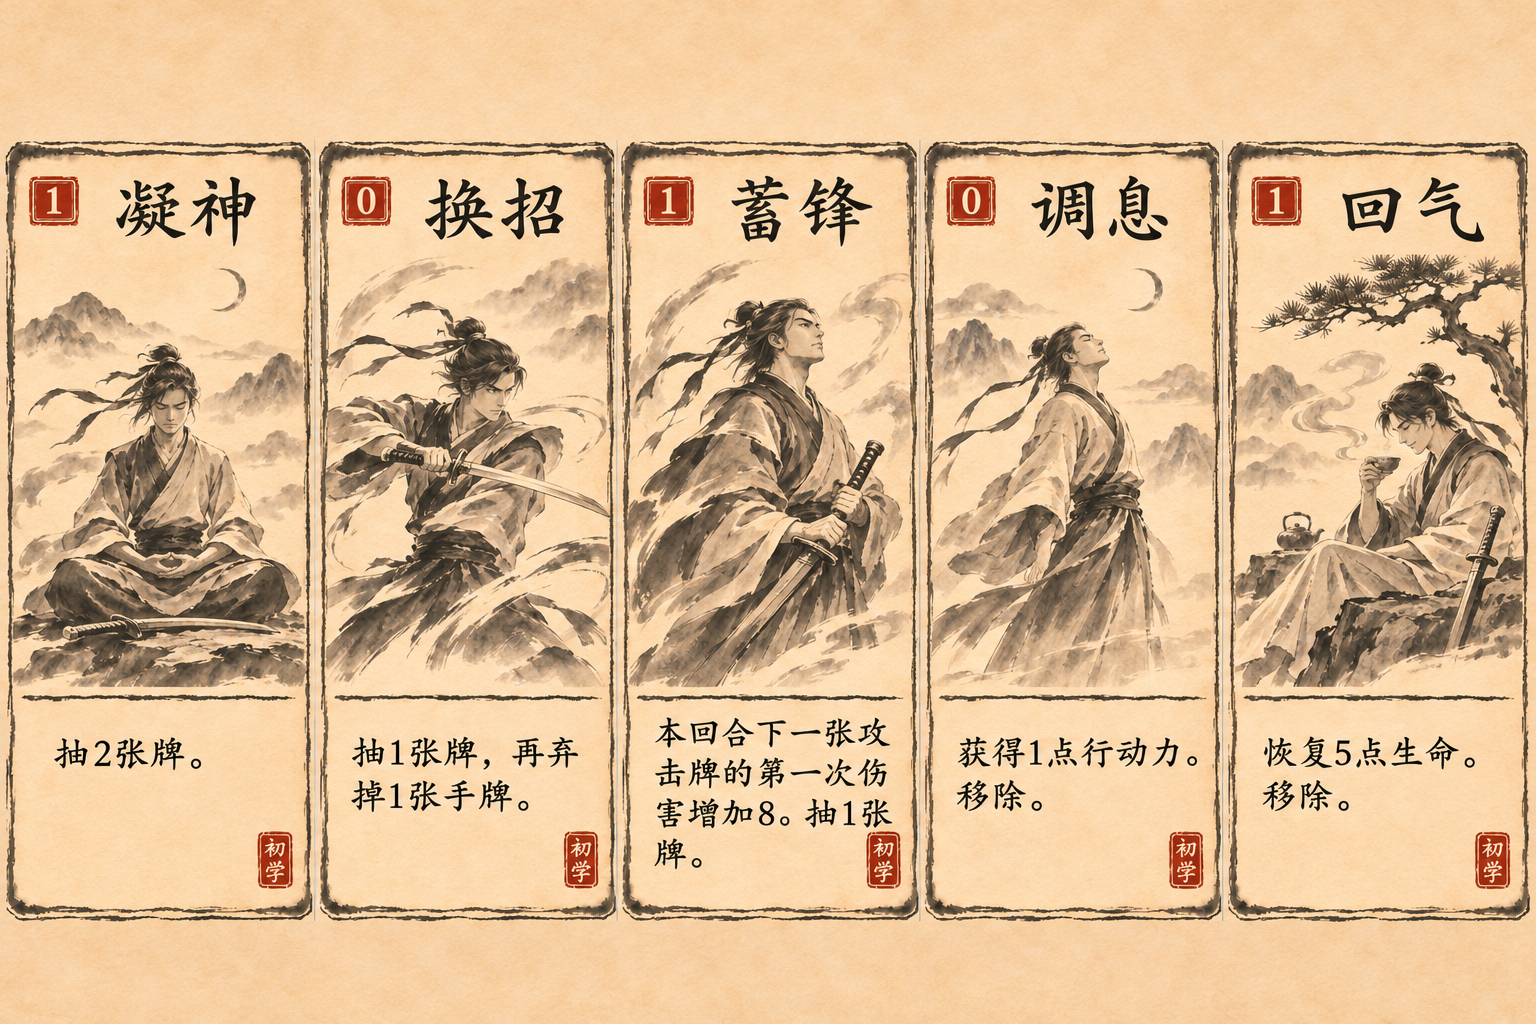 1 凝神
抽2张牌。
初学
0 换招
抽1张牌，再弃
掉1张手牌。
初学
1 蓄锋
本回合下一张攻
击牌的第一次伤
害增加8。抽1张
牌。
初学
0 调息
获得1点行动力。
移除。
初学
1 回气
恢复5点生命。
移除。
初学